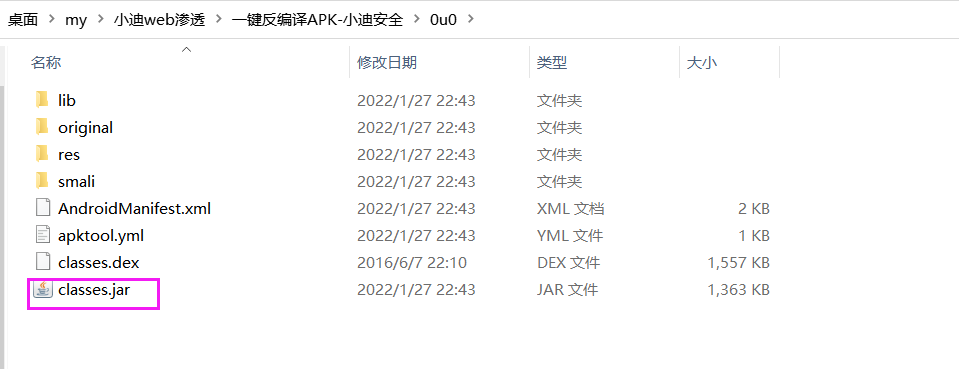 桌面 > my > 小迪web渗透 > 一键反编译APK-小迪安全 > 0u0 >
名称 修改日期 类型 大小
lib 2022/1/27 22:43 文件夹
original 2022/1/27 22:43 文件夹
res 2022/1/27 22:43 文件夹
smali 2022/1/27 22:43 文件夹
AndroidManifest.xml 2022/1/27 22:43 XML 文档 2 KB
apktool.yml 2022/1/27 22:43 YML 文件 1 KB
classes.dex 2016/6/7 22:10 DEX 文件 1,557 KB
classes.jar 2022/1/27 22:43 JAR 文件 1,363 KB